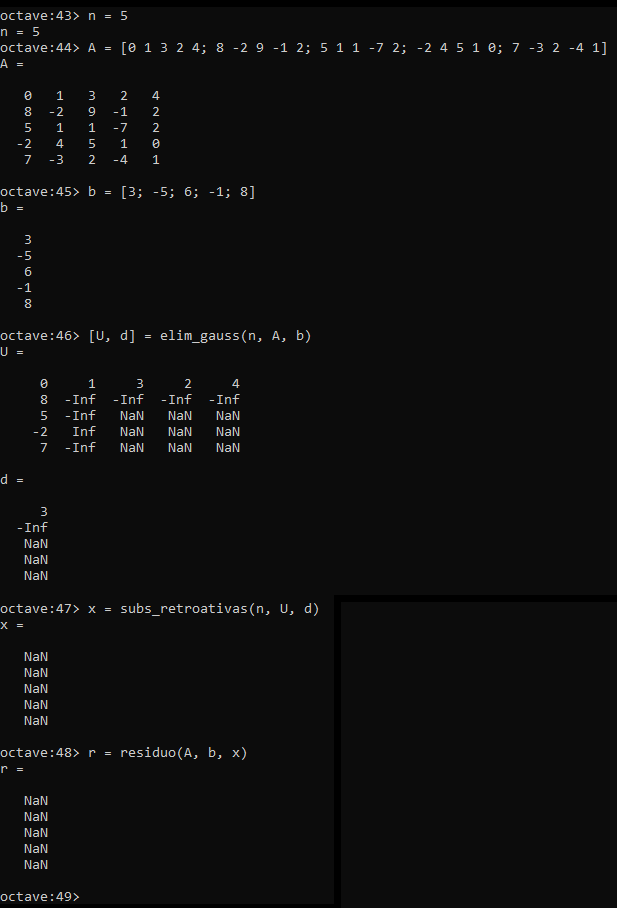 octave:43> n = 5
n = 5
octave:44> A = [0 1 3 2 4; 8 -2 9 -1 2; 5 1 1 -7 2; -2 4 5 1 0; 7 -3 2 -4 1]
A =
0 1 3 2 4
8 -2 9 -1 2
5 1 1 -7 2
-2 4 5 1 0
7 -3 2 -4 1
octave:45> b = [3; -5; 6; -1; 8]
b =
3
-5
6
-1
8
octave:46> [U, d] = elim_gauss(n, A, b)
U =
0 1 3 2 4
8 -Inf -Inf -Inf -Inf
5 -Inf NaN NaN NaN
-2 Inf NaN NaN NaN
7 -Inf NaN NaN NaN
d =
3
-Inf
NaN
NaN
NaN
octave:47> x = subs_retroativas(n, U, d)
x =
NaN
NaN
NaN
NaN
NaN
octave:48> r = residuo(A, b, x)
r =
NaN
NaN
NaN
NaN
NaN
octave:49>